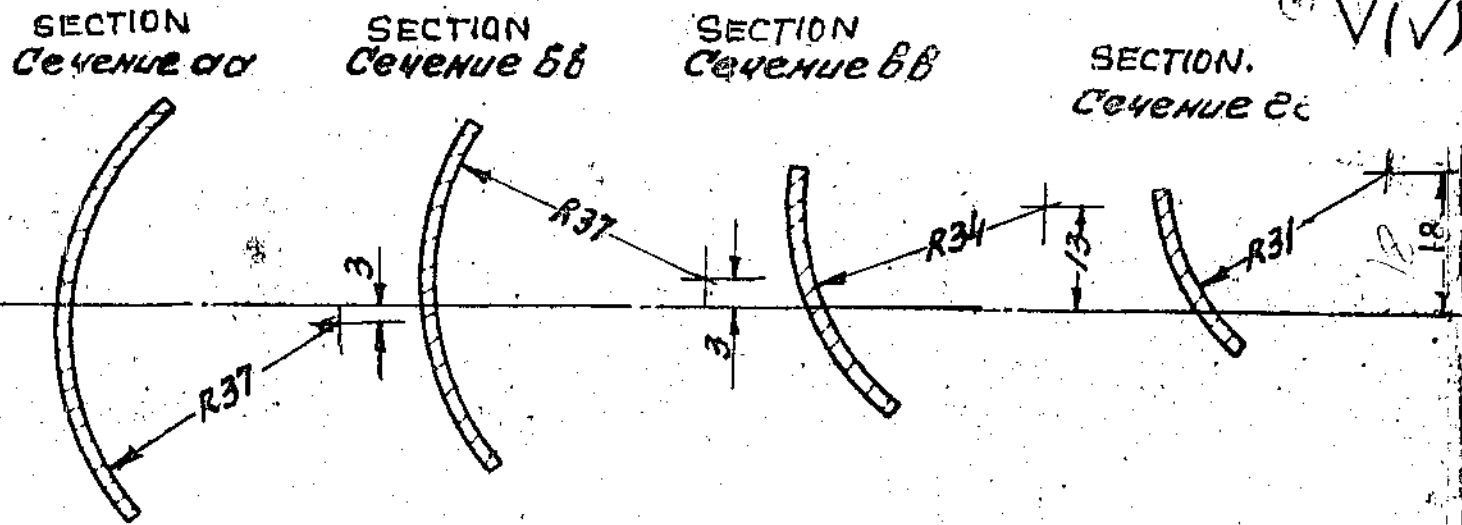 SECTION
Сечение аа
SECTION
Сечение бб
SECTION
Сечение вв
SECTION.
Сечение гг
R37
3
R37
3
R34
13
R31
18